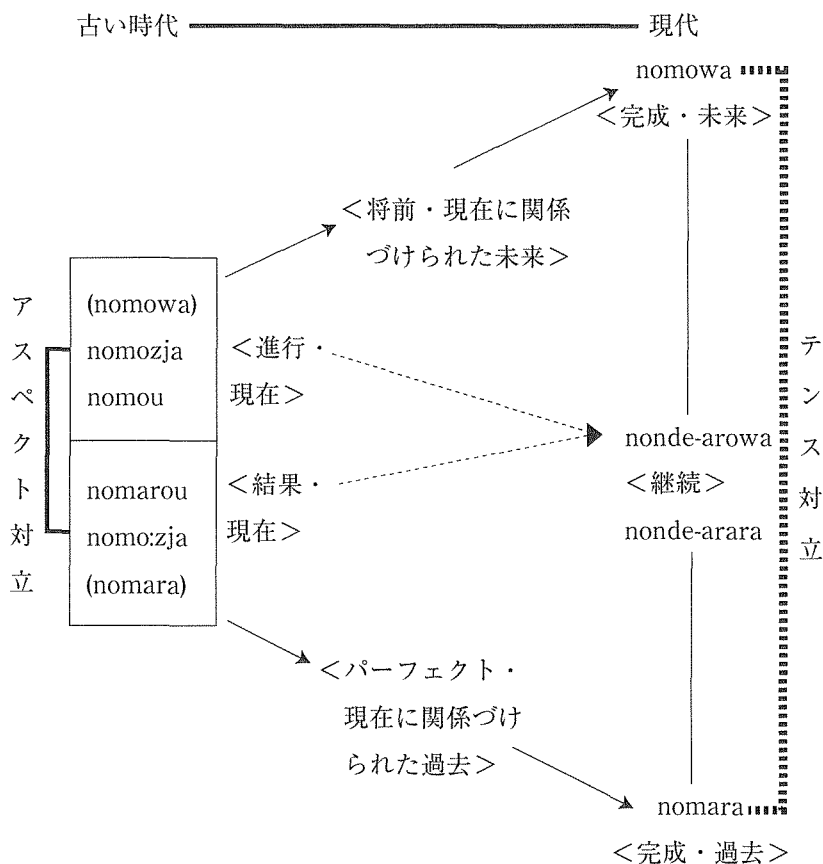 古い時代 現代
nomowa
＜完成・未来＞
＜将前・現在に関係
づけられた未来＞
アスペクト対立
(nomowa)
nomozja ＜進行・
nomou 現在＞
nomarou ＜結果・
nomo:zja 現在＞
(nomara)
nonde-arowa
＜継続＞
nonde-arara
テンス対立
＜パーフェクト・
現在に関係づけ
られた過去＞
nomara
＜完成・過去＞